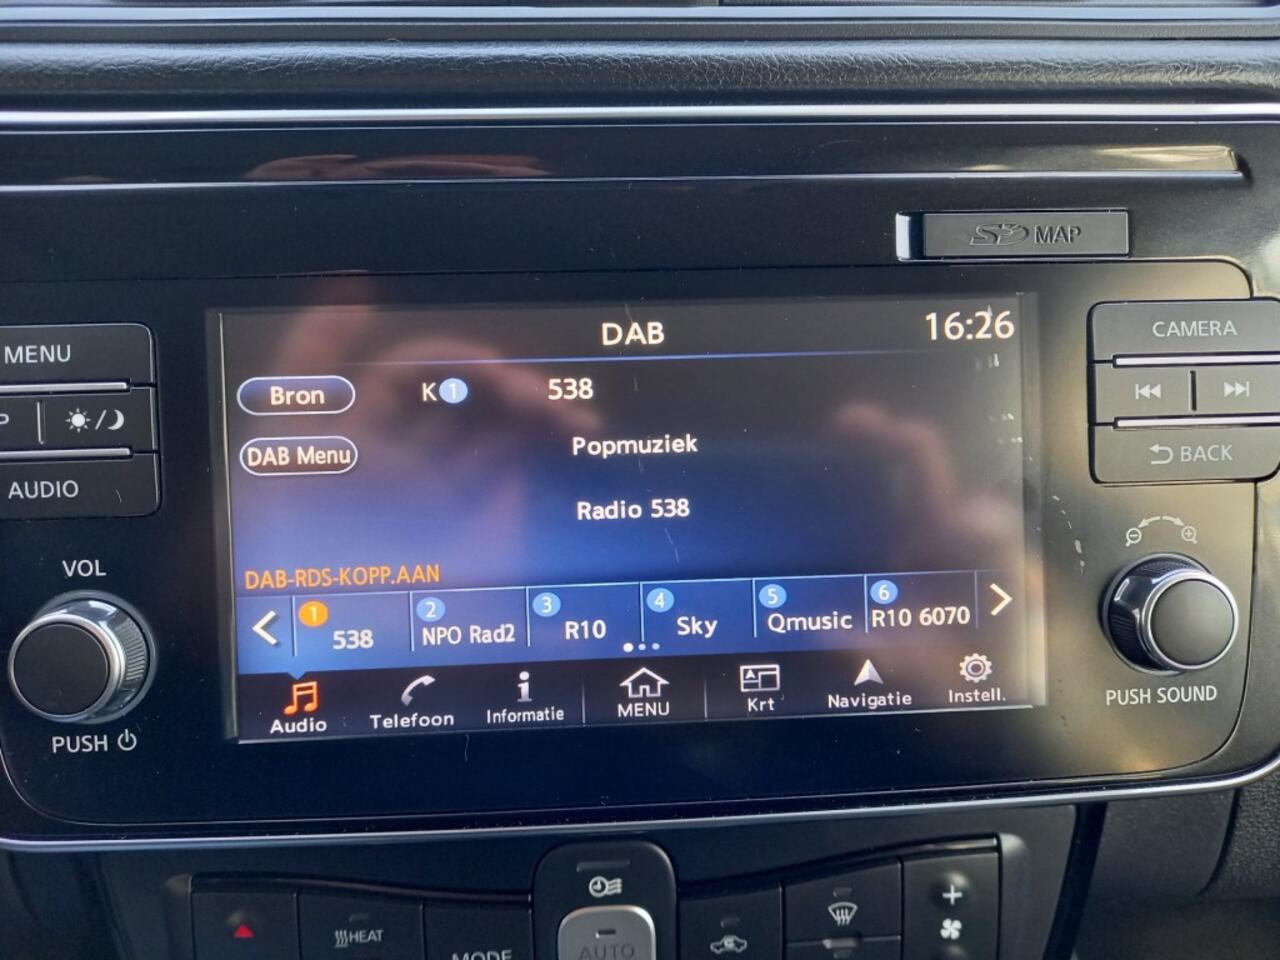 SD MAP
MENU
AUDIO
VOL
PUSH
DAB
16:26
Bron
K 1
538
DAB Menu
Popmuziek
Radio 538
DAB-RDS-KOPP.AAN
1 538
2 NPO Rad2
3 R10
4 Sky
5 Qmusic
6 R10 6070
Audio
Telefoon
Informatie
MENU
Krt
Navigatie
Instell.
CAMERA
BACK
PUSH SOUND
HEAT
MODE
AUTO